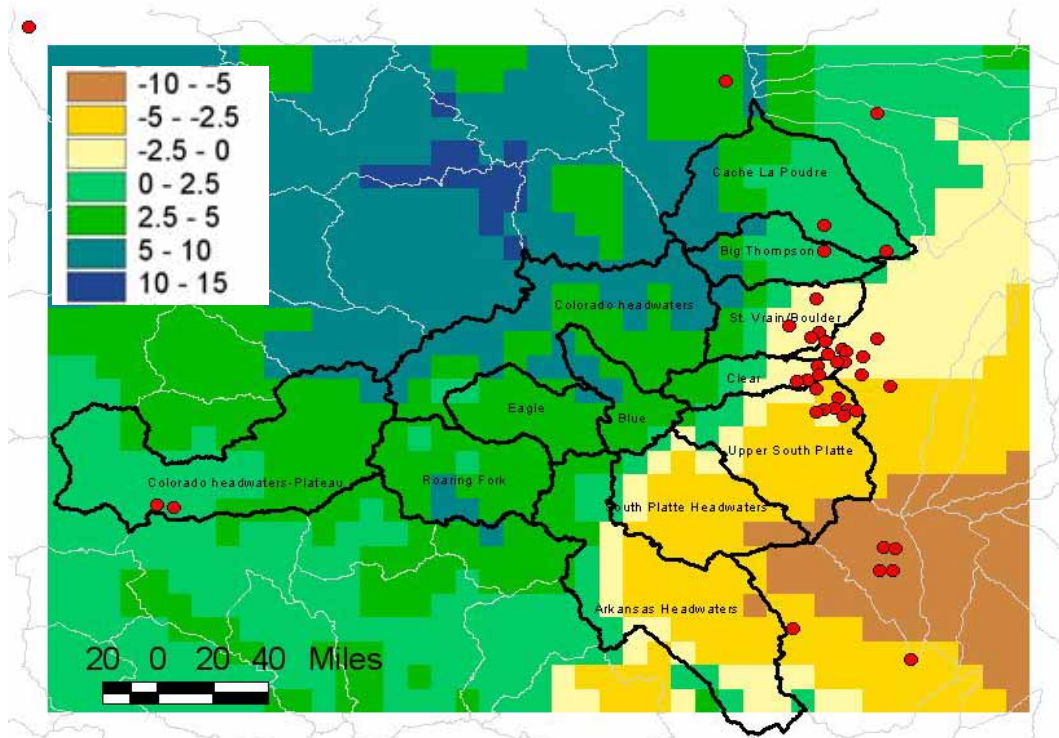 -10 - -5
-5 - -2.5
-2.5 - 0
0 - 2.5
2.5 - 5
5 - 10
10 - 15
Cache La Poudre
Big Thompson
Colorado headwaters
St. Vrain/Boulder
Clear
Eagle
Blue
Upper South Platte
Colorado headwaters-Plateau
Roaring Fork
South Platte Headwaters
Arkansas Headwaters
20 0 20 40 Miles